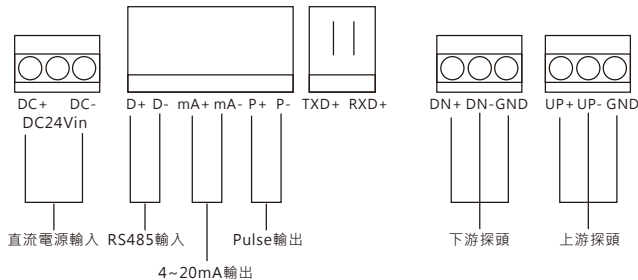 DC+ DC- D+ D- mA+ mA- P+ P- TXD+ RXD+ DN+ DN- GND UP+ UP- GND
DC24Vin
直流電源輸入 RS485輸入 Pulse輸出 下游探頭 上游探頭
4~20mA輸出